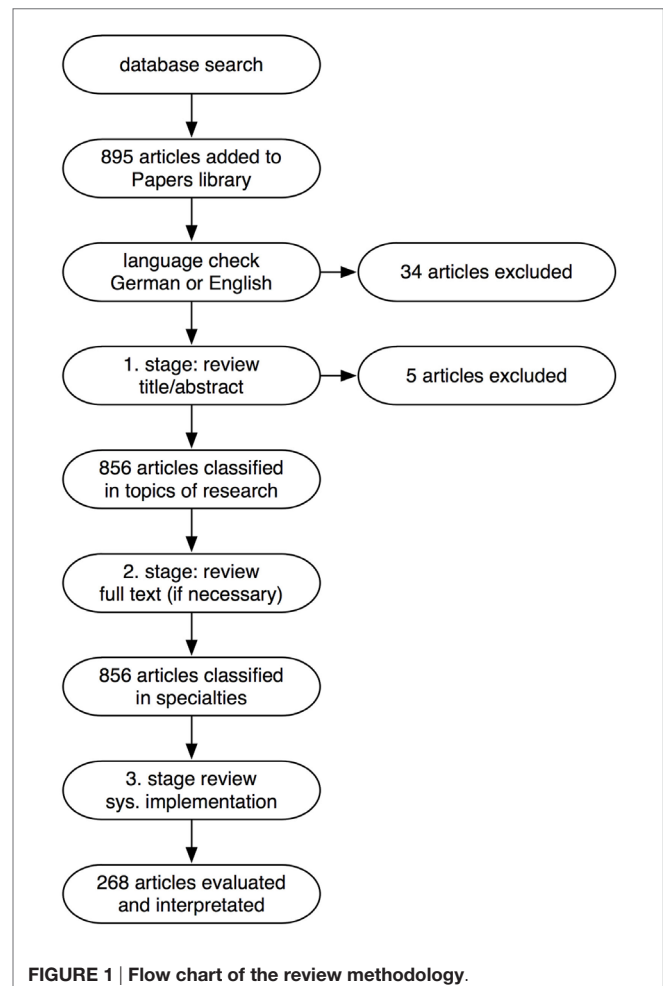 database search
895 articles added to
Papers library
language check
German or English
34 articles excluded
1. stage: review
title/abstract
5 articles excluded
856 articles classified
in topics of research
2. stage: review
full text (if necessary)
856 articles classified
in specialties
3. stage review
sys. implementation
268 articles evaluated
and interpretated
FIGURE 1 | Flow chart of the review methodology.